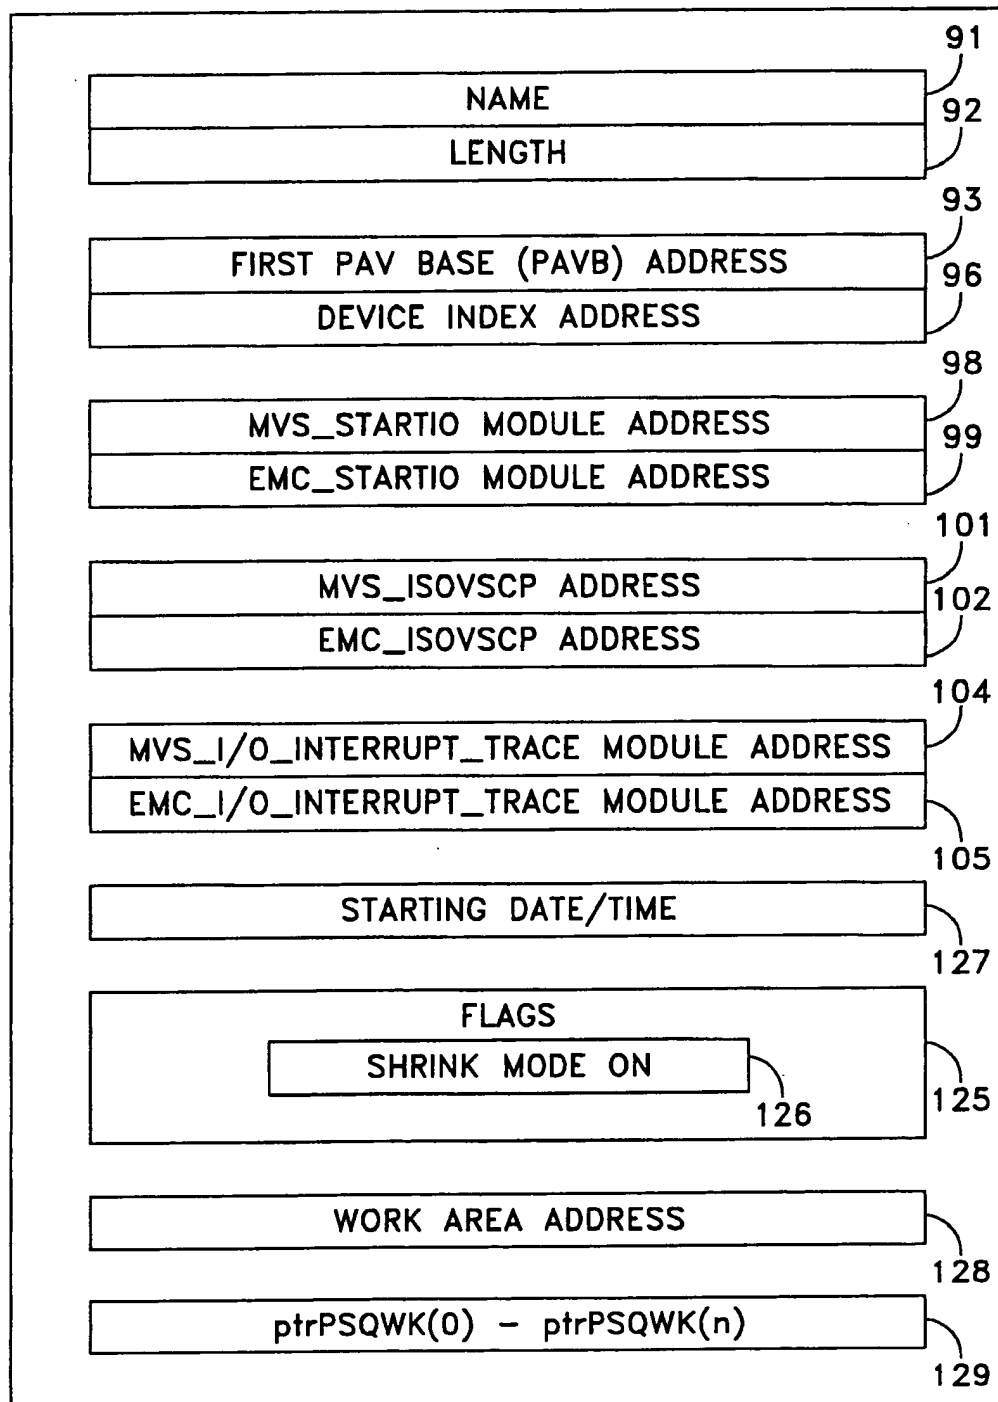 91
NAME
92
LENGTH
93
FIRST PAV BASE (PAVB) ADDRESS
96
DEVICE INDEX ADDRESS
98
MVS_STARTIO MODULE ADDRESS
99
EMC_STARTIO MODULE ADDRESS
101
MVS_ISOVSCP ADDRESS
102
EMC_ISOVSCP ADDRESS
104
MVS_I/O_INTERRUPT_TRACE MODULE ADDRESS
EMC_I/O_INTERRUPT_TRACE MODULE ADDRESS
105
STARTING DATE/TIME
127
FLAGS
SHRINK MODE ON
126
125
WORK AREA ADDRESS
128
ptrPSQWK(0) - ptrPSQWK(n)
129